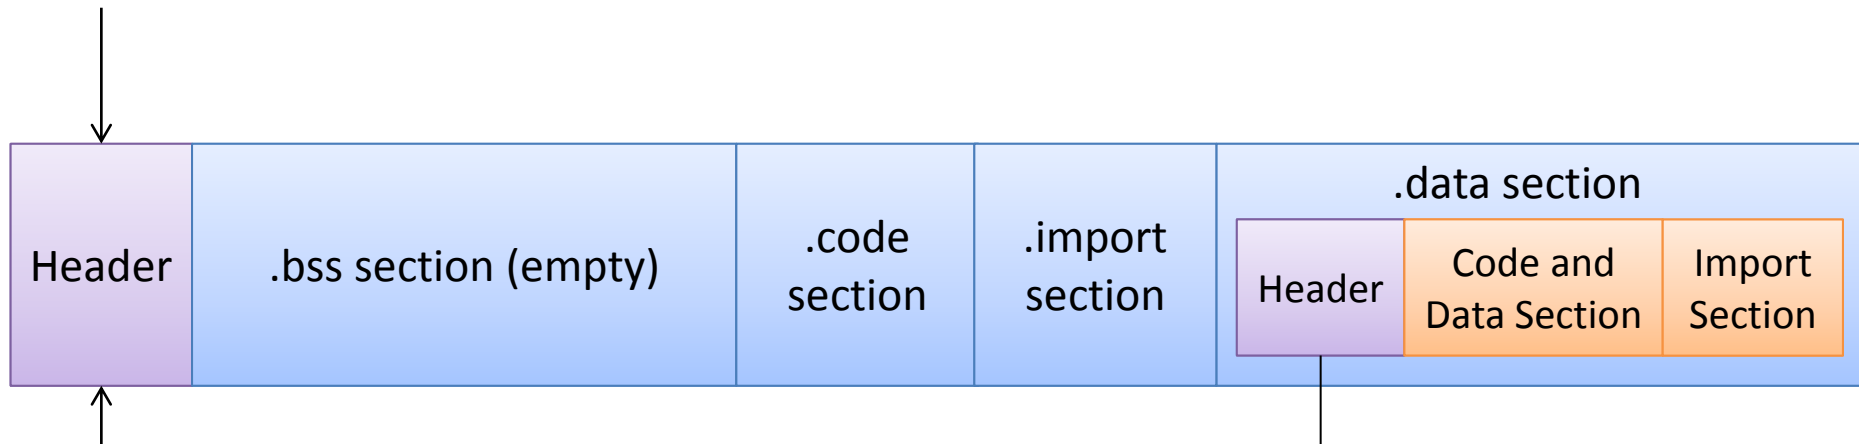 Header
.bss section (empty)
.code
section
.import
section
.data section
Header
Code and
Data Section
Import
Section